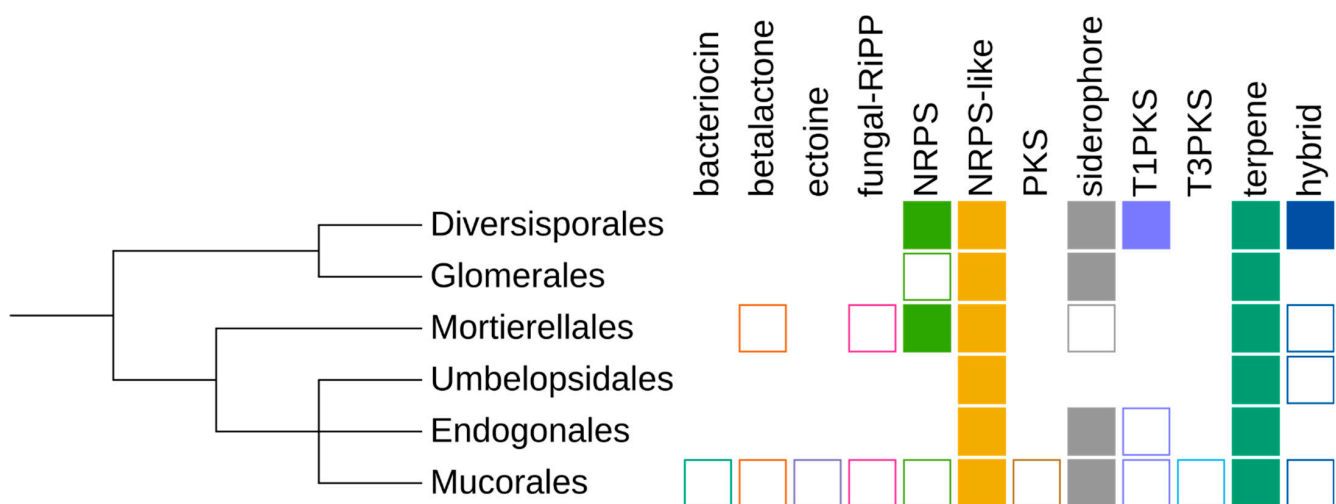 bacteriocin
betalactone
ectoine
fungal-RiPP
NRPS
NRPS-like
PKS
siderophore
T1PKS
T3PKS
terpene
hybrid
Diversisporales
Glomerales
Mortierellales
Umbelopsidales
Endogonales
Mucorales